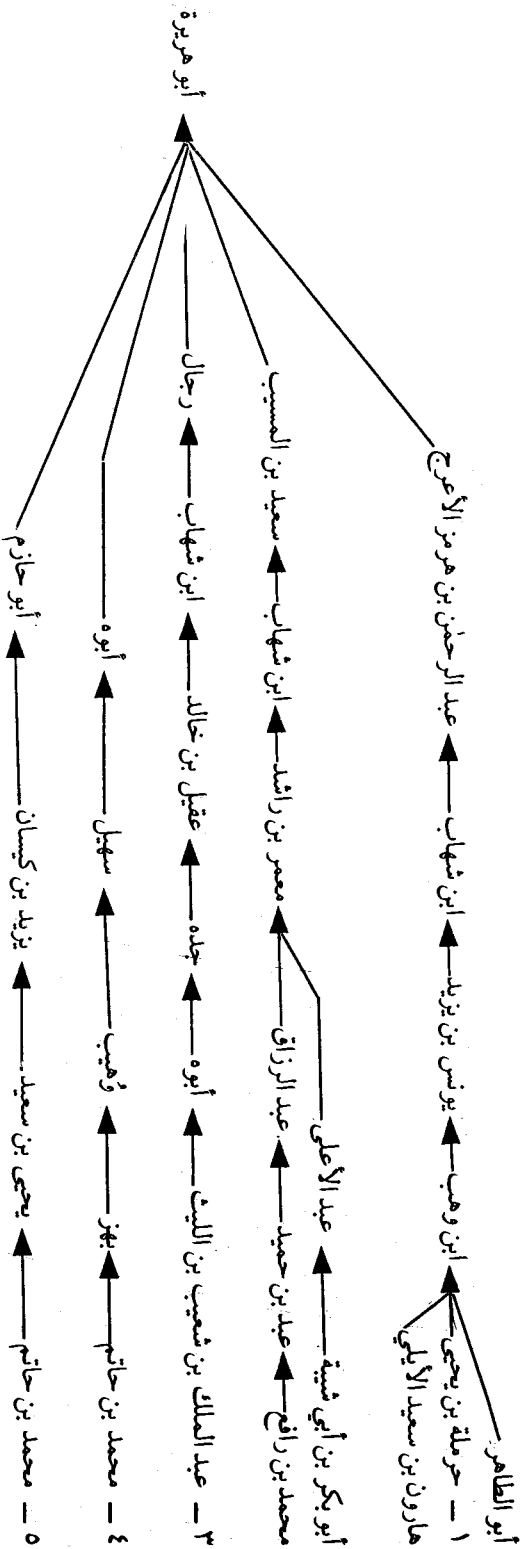 أبو الطاهر
١ – حرملة بن يحيى ابن وهب يونس بن يزيد ابن شهاب عبد الرحمٰن بن هرمز الأعرج
هارون بن سعيد الأيلي
أبو بكر بن أبي شيبة عبد الأعلى
محمد بن رافع عبد بن حميد عبد الرزاق معمر بن راشد ابن شهاب سعيد بن المسيب
٣ – عبد الملك بن شعيب بن الليث أبوه جده عقيل بن خالد ابن شهاب رجال أبو هريرة
٤ – محمد بن حاتم بهز وُهيب سهيل أبوه
٥ – محمد بن حاتم يحيى بن سعيد يزيد بن كيسان أبو حازم